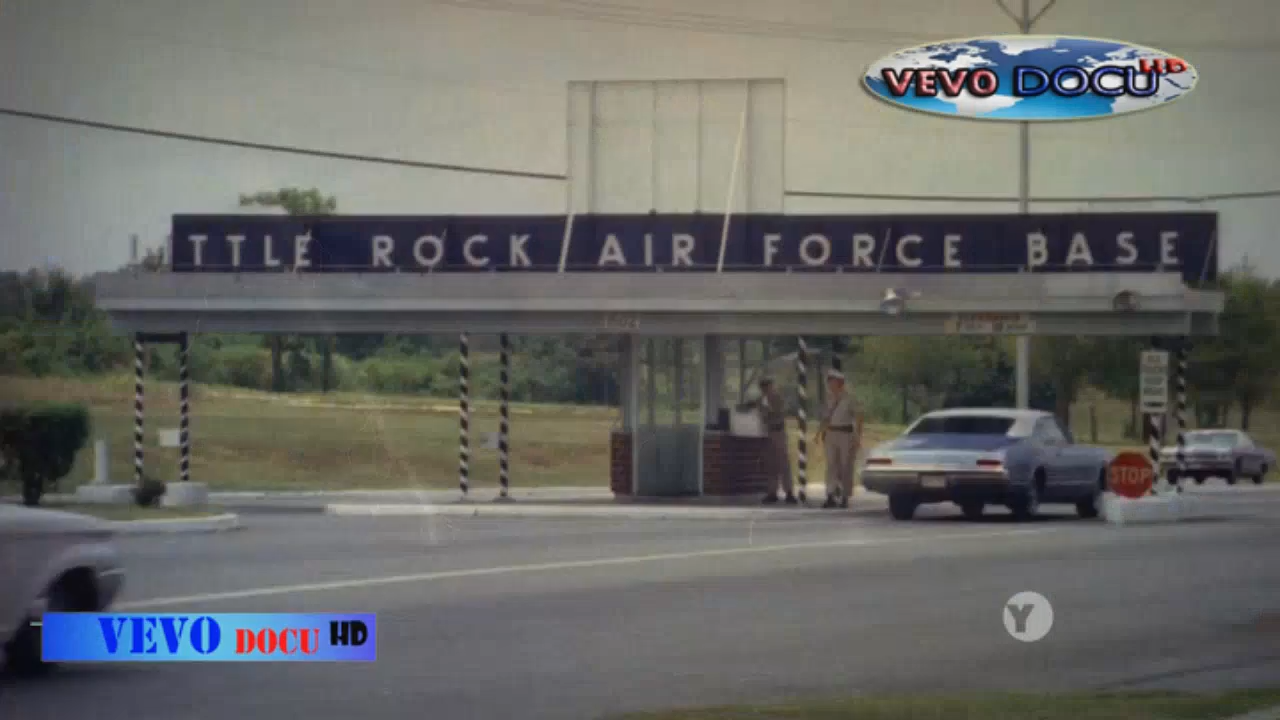 VEVO DOCU HD
TTLE ROCK AIR FORCE BASE
STOP
VEVO DOCU HD
Y